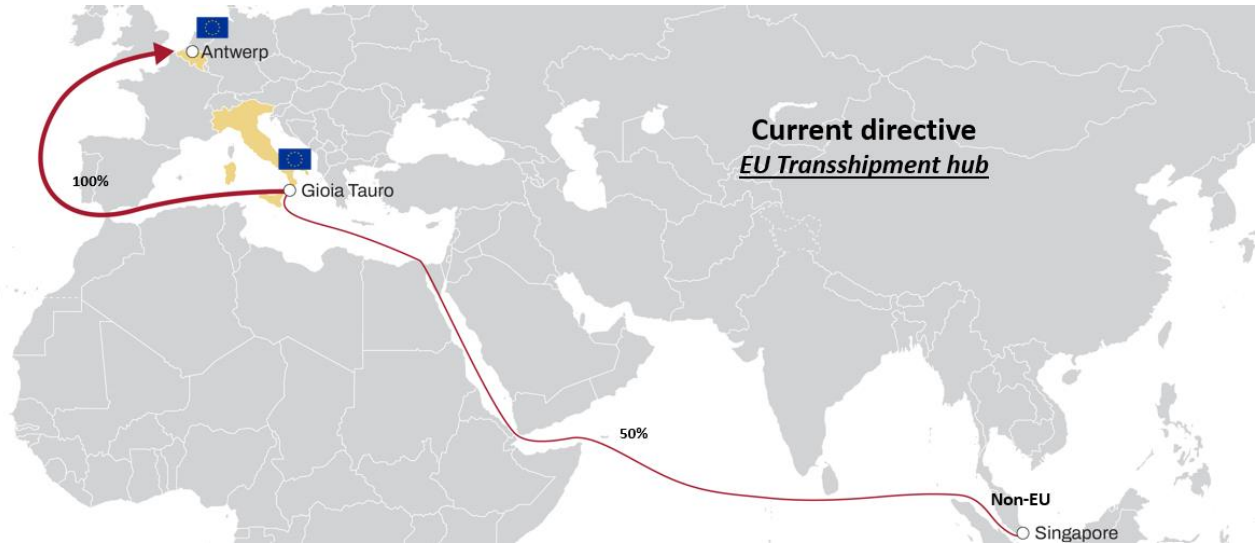 Antwerp
Current directive
EU Transshipment hub
100%
Gioia Tauro
50%
Non-EU
Singapore